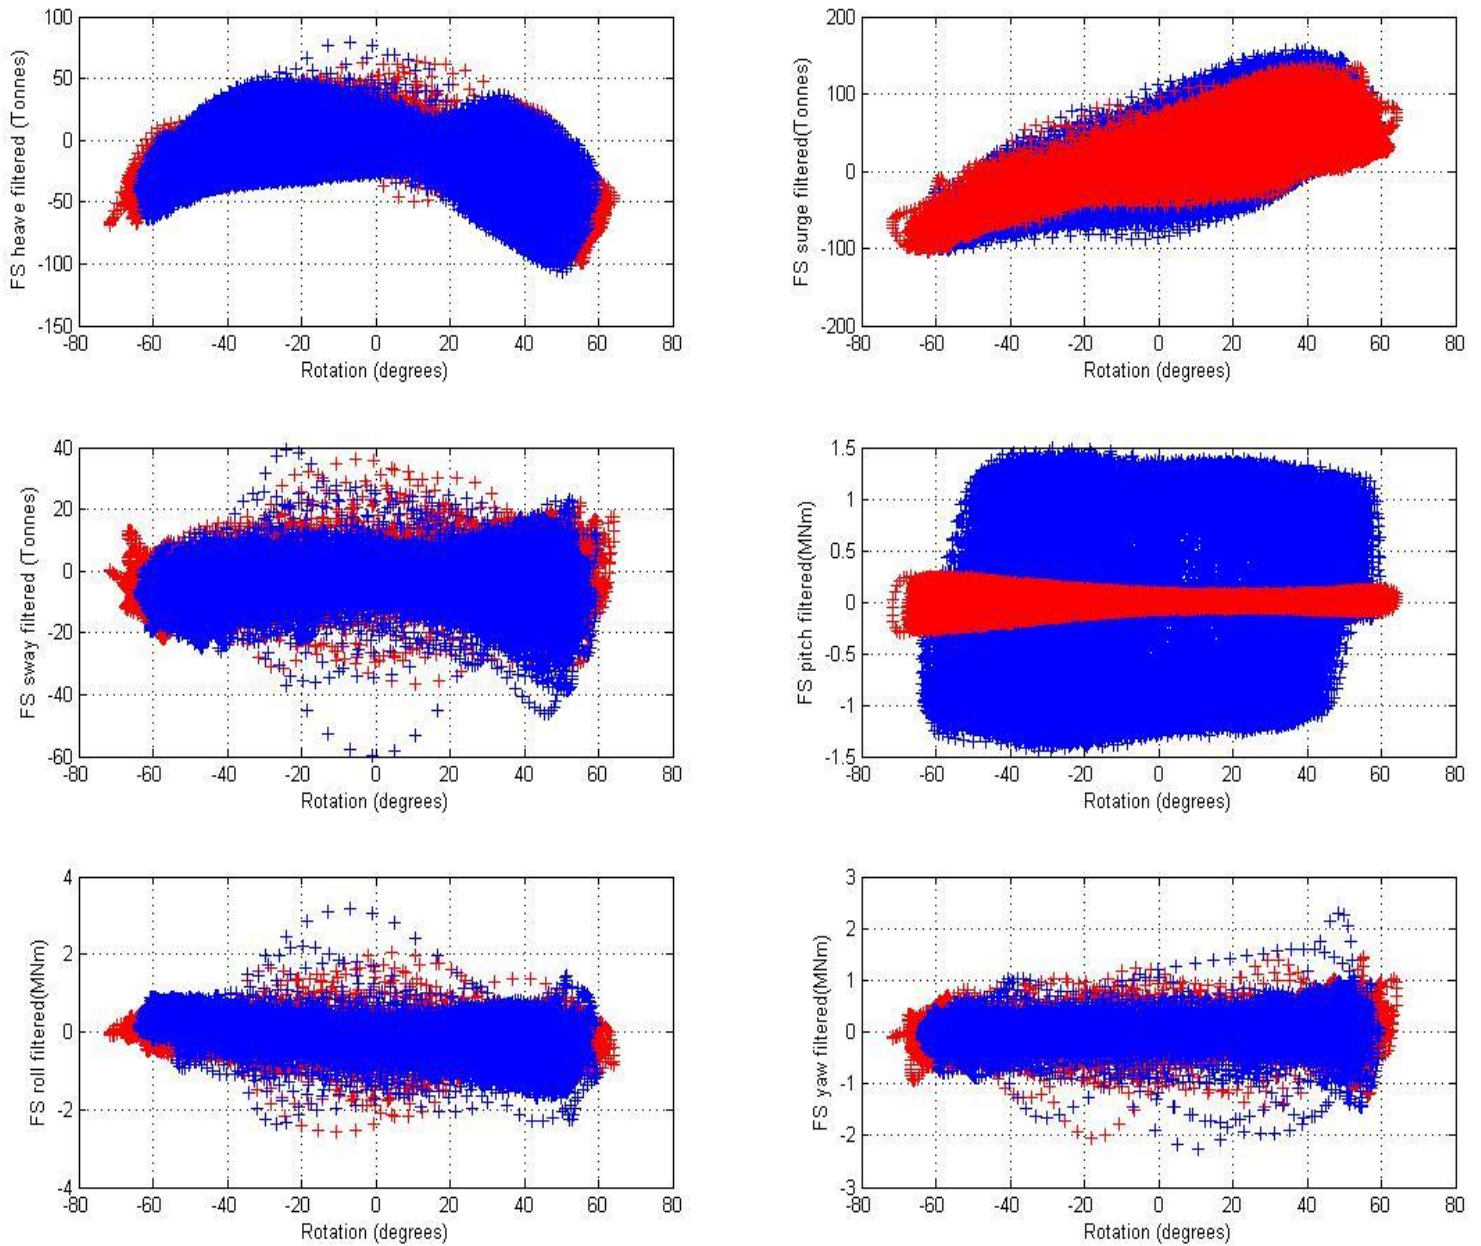 100
50
0
-50
-100
-150
-80 -60 -40 -20 0 20 40 60 80
Rotation (degrees)
FS heave filtered (Tonnes)
200
100
0
-100
-200
-80 -60 -40 -20 0 20 40 60 80
Rotation (degrees)
FS surge filtered(Tonnes)
40
20
0
-20
-40
-60
-80 -60 -40 -20 0 20 40 60 80
Rotation (degrees)
FS sway filtered (Tonnes)
1.5
1
0.5
0
-0.5
-1
-1.5
-80 -60 -40 -20 0 20 40 60 80
Rotation (degrees)
FS pitch filtered(MNm)
4
2
0
-2
-4
-80 -60 -40 -20 0 20 40 60 80
Rotation (degrees)
FS roll filtered(MNm)
3
2
1
0
-1
-2
-3
-80 -60 -40 -20 0 20 40 60 80
Rotation (degrees)
FS yaw filtered(MNm)